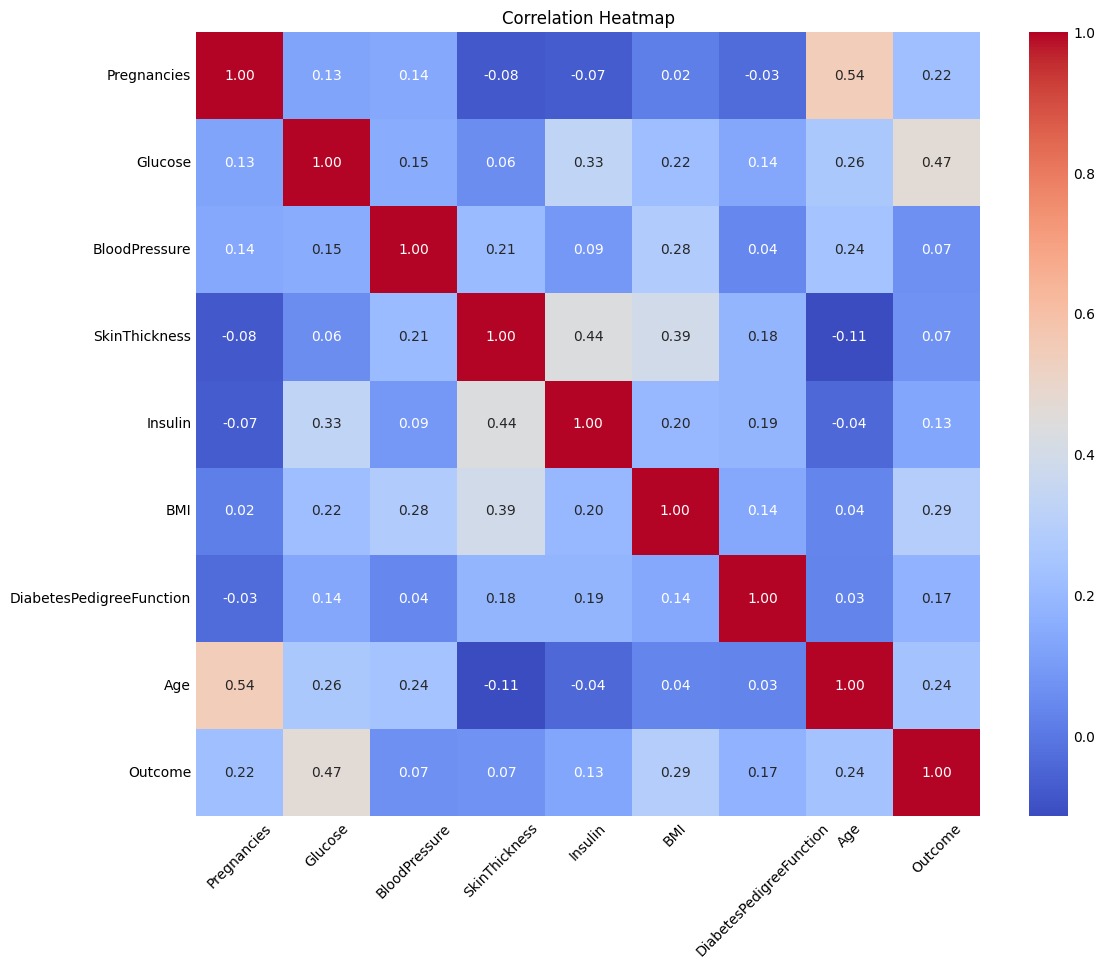 Correlation Heatmap
Pregnancies 1.00 0.13 0.14 -0.08 -0.07 0.02 -0.03 0.54 0.22
Glucose 0.13 1.00 0.15 0.06 0.33 0.22 0.14 0.26 0.47
BloodPressure 0.14 0.15 1.00 0.21 0.09 0.28 0.04 0.24 0.07
SkinThickness -0.08 0.06 0.21 1.00 0.44 0.39 0.18 -0.11 0.07
Insulin -0.07 0.33 0.09 0.44 1.00 0.20 0.19 -0.04 0.13
BMI 0.02 0.22 0.28 0.39 0.20 1.00 0.14 0.04 0.29
DiabetesPedigreeFunction -0.03 0.14 0.04 0.18 0.19 0.14 1.00 0.03 0.17
Age 0.54 0.26 0.24 -0.11 -0.04 0.04 0.03 1.00 0.24
Outcome 0.22 0.47 0.07 0.07 0.13 0.29 0.17 0.24 1.00
Pregnancies
Glucose
BloodPressure
SkinThickness
Insulin
BMI
DiabetesPedigreeFunction
Age
Outcome
1.0
0.8
0.6
0.4
0.2
0.0